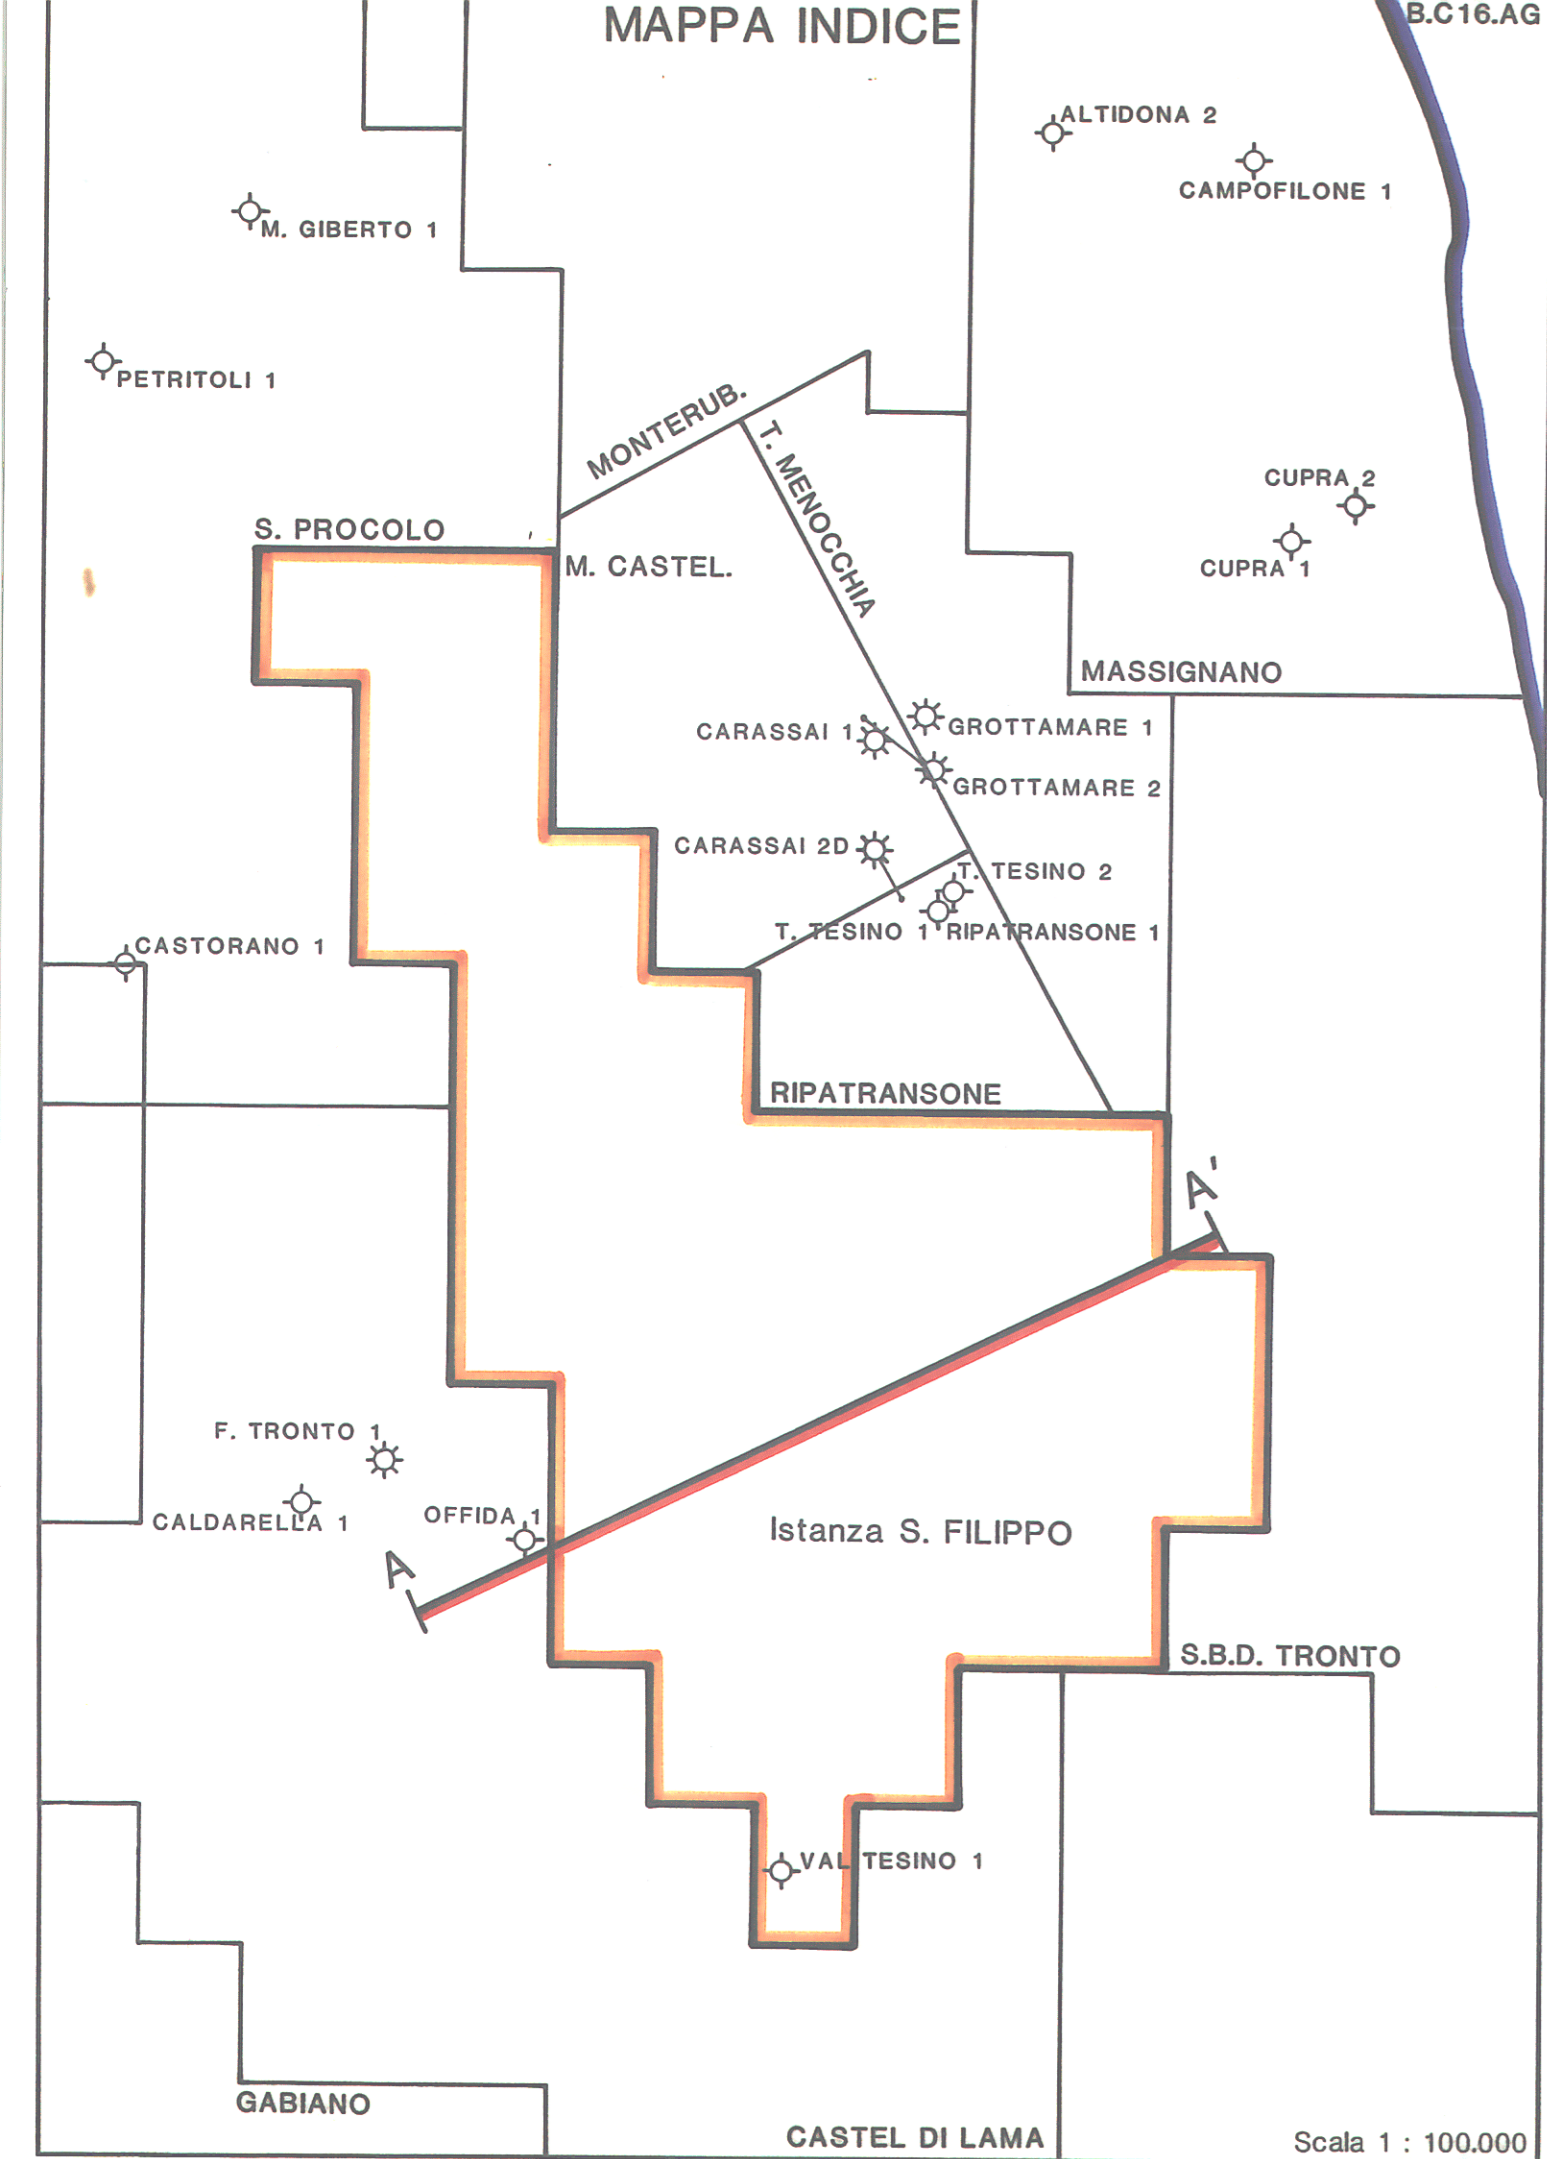 MAPPA INDICE
B.C16.AG
ALTIDONA 2
CAMPOFILONE 1
M. GIBERTO 1
PETRITOLI 1
MONTERUB.
T. MENOCCHIA
CUPRA 2
CUPRA 1
S. PROCOLO
M. CASTEL.
MASSIGNANO
CARASSAI 1
GROTTAMARE 1
GROTTAMARE 2
CARASSAI 2D
T. TESINO 2
T. TESINO 1
RIPATRANSONE 1
CASTORANO 1
RIPATRANSONE
A'
F. TRONTO 1
CALDARELLA 1
OFFIDA 1
A
Istanza S. FILIPPO
S.B.D. TRONTO
VAL TESINO 1
GABIANO
CASTEL DI LAMA
Scala 1 : 100.000